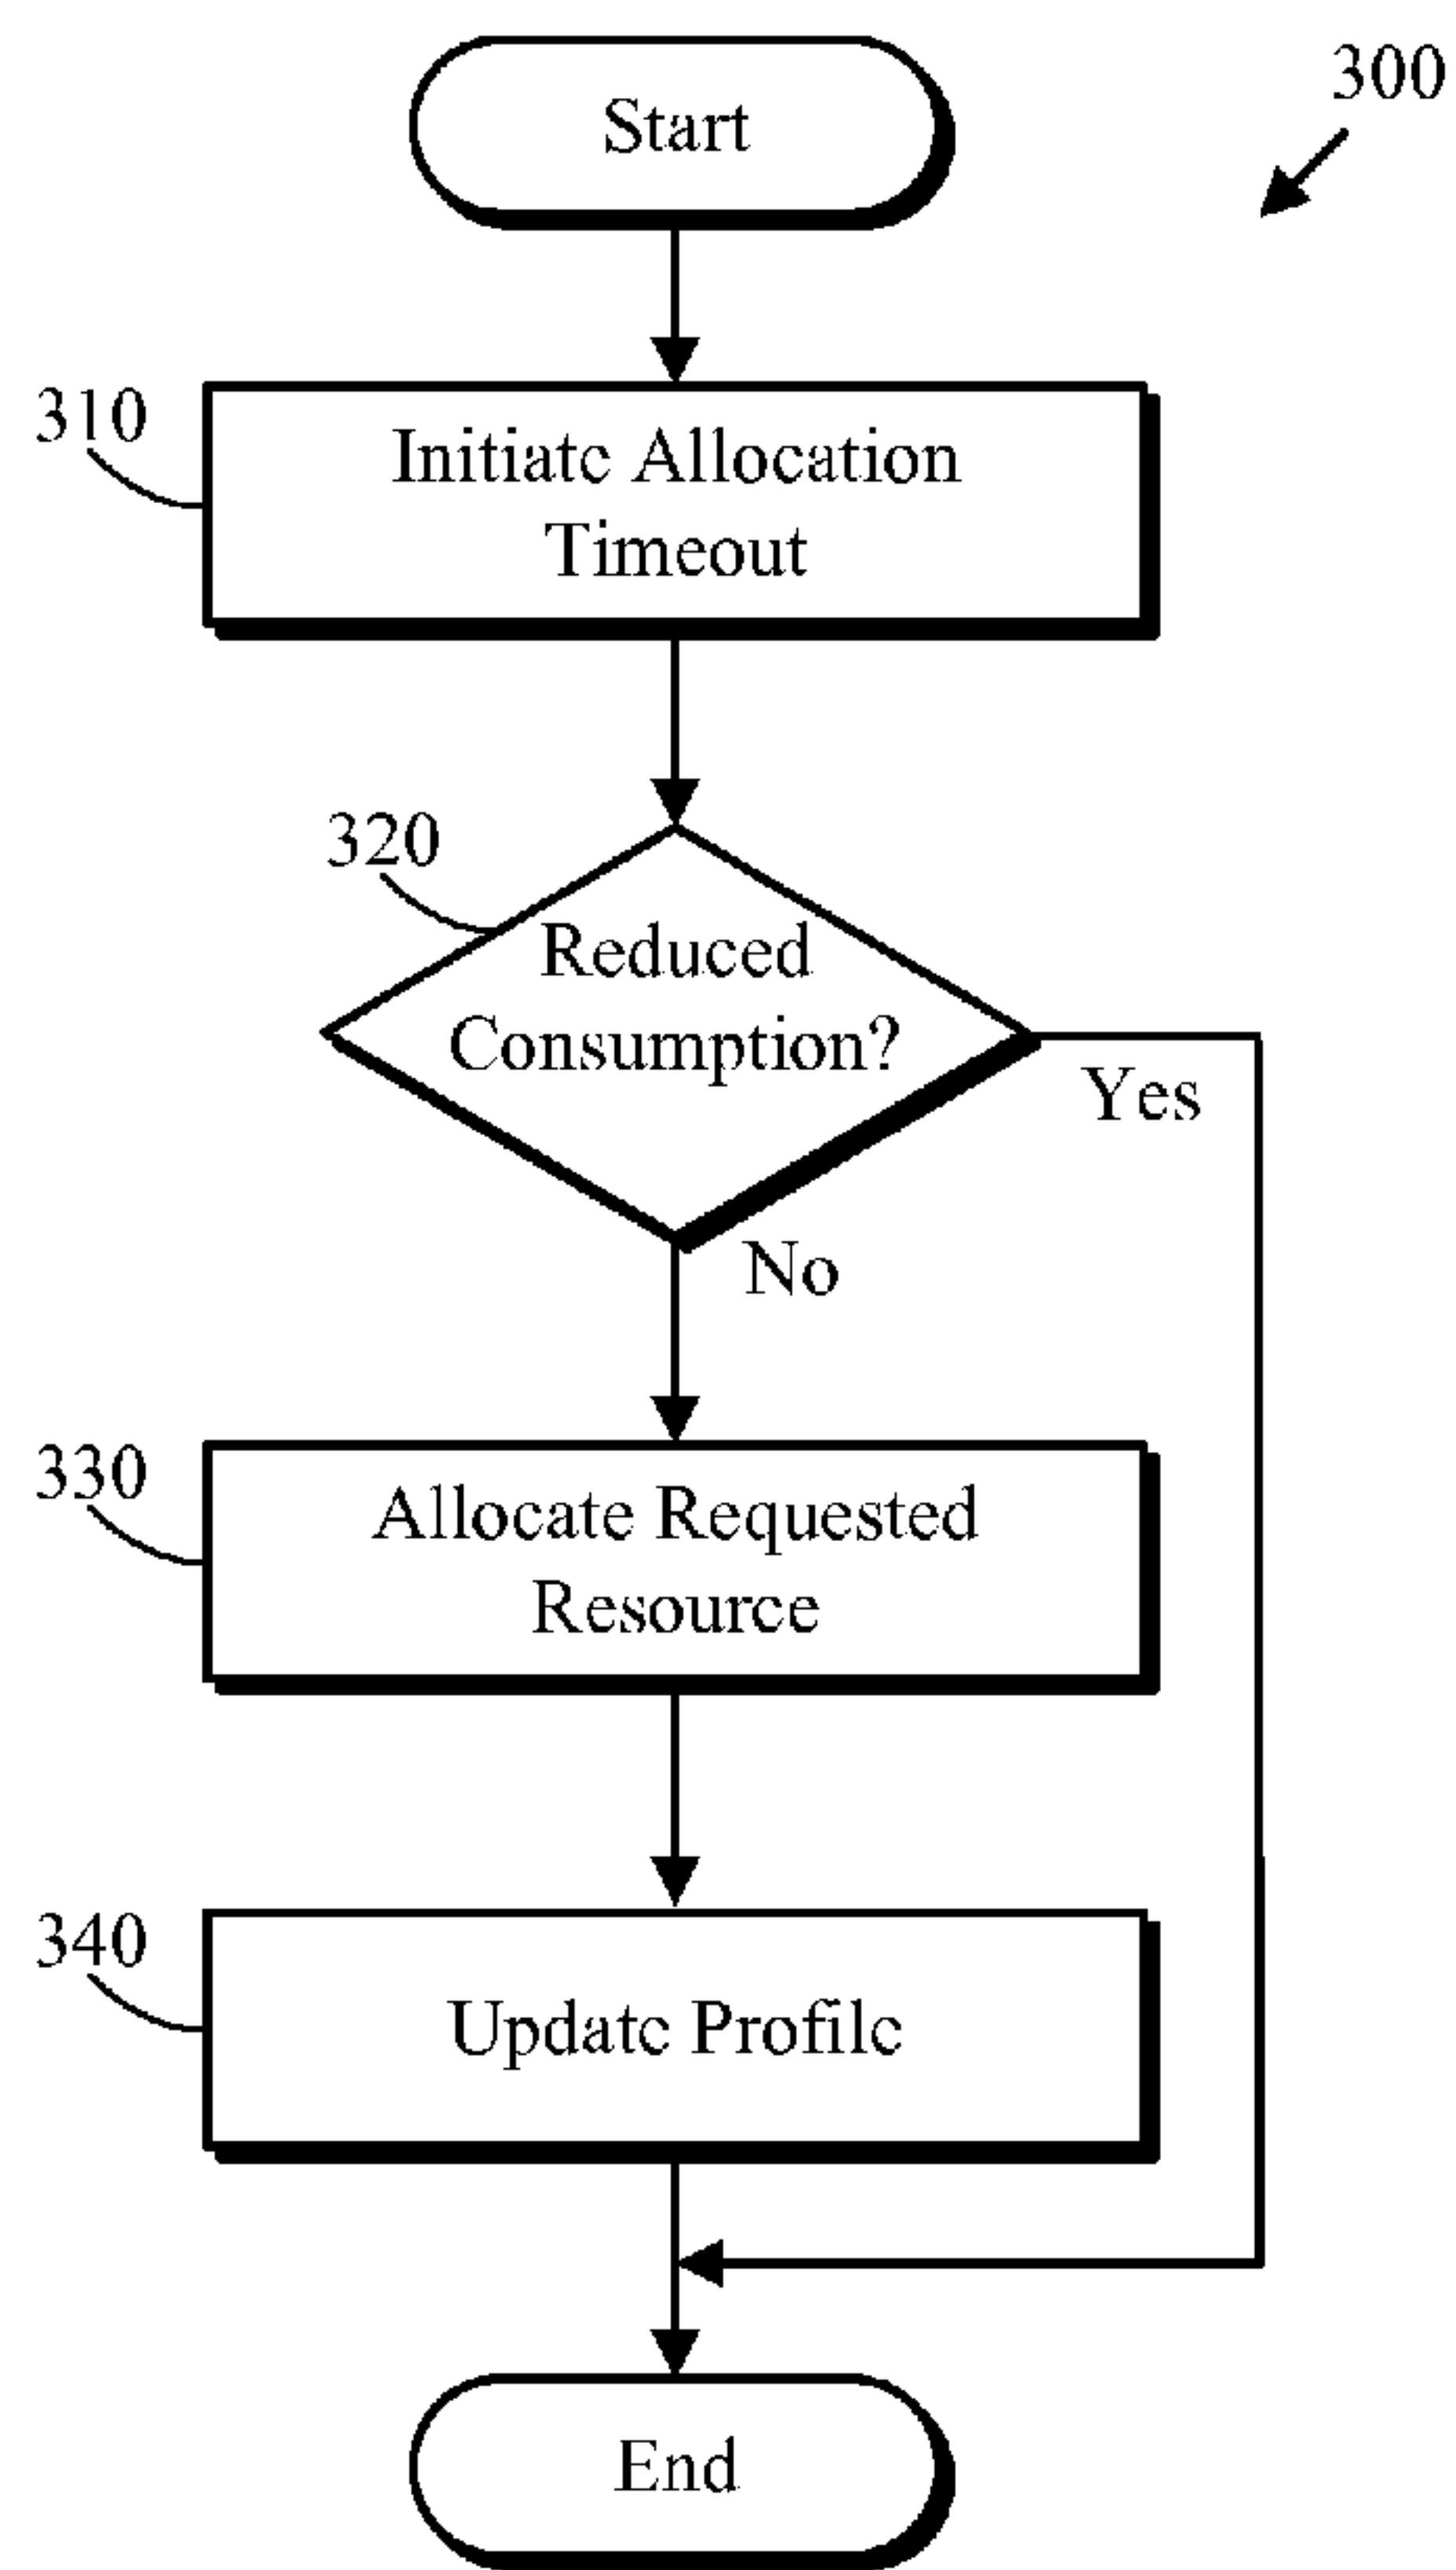 Start
300
310
Initiate Allocation
Timeout
320
Reduced
Consumption?
Yes
No
330
Allocate Requested
Resource
340
Update Profile
End